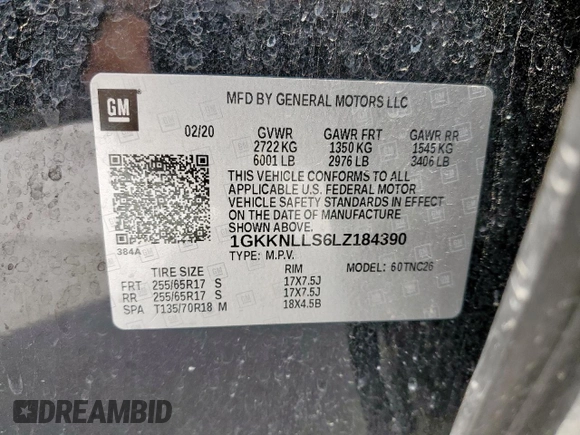 GM
MFD BY GENERAL MOTORS LLC
02/20 GVWR GAWR FRT GAWR RR
2722 KG 1350 KG 1545 KG
6001 LB 2976 LB 3406 LB
THIS VEHICLE CONFORMS TO ALL
APPLICABLE U.S. FEDERAL MOTOR
VEHICLE SAFETY STANDARDS IN EFFECT
ON THE DATE OF MANUFACTURE
SHOWN ABOVE.
1GKKNLLS6LZ184390
384A
TYPE: M.P.V. MODEL: 60TNC26
TIRE SIZE RIM
FRT 255/65R17 S 17X7.5J
RR 255/65R17 S 17X7.5J
SPA T135/70R18 M 18X4.5B
DREAMBID